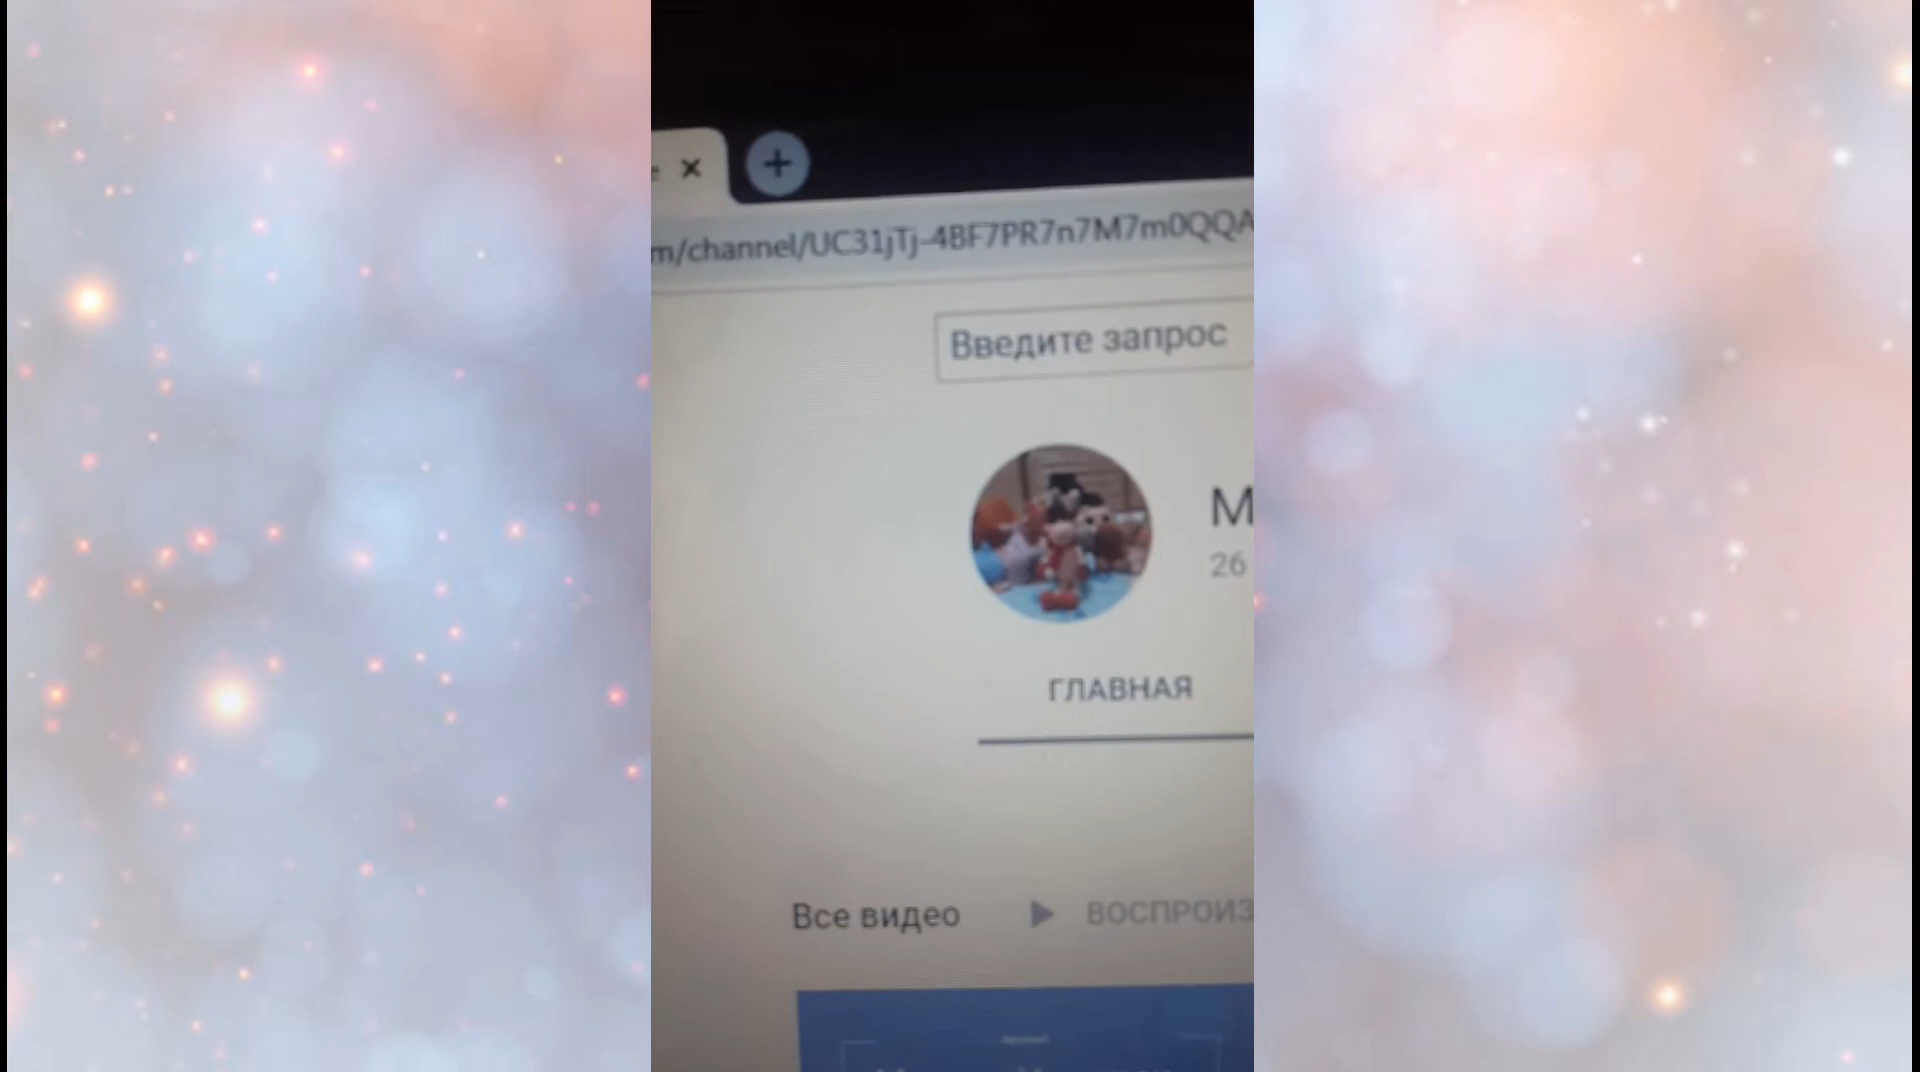 m/channel/UC31jTj-4BF7PR7n7M7m0QQA
Введите запрос
М
26
ГЛАВНАЯ
Все видео ВОСПРОИЗ